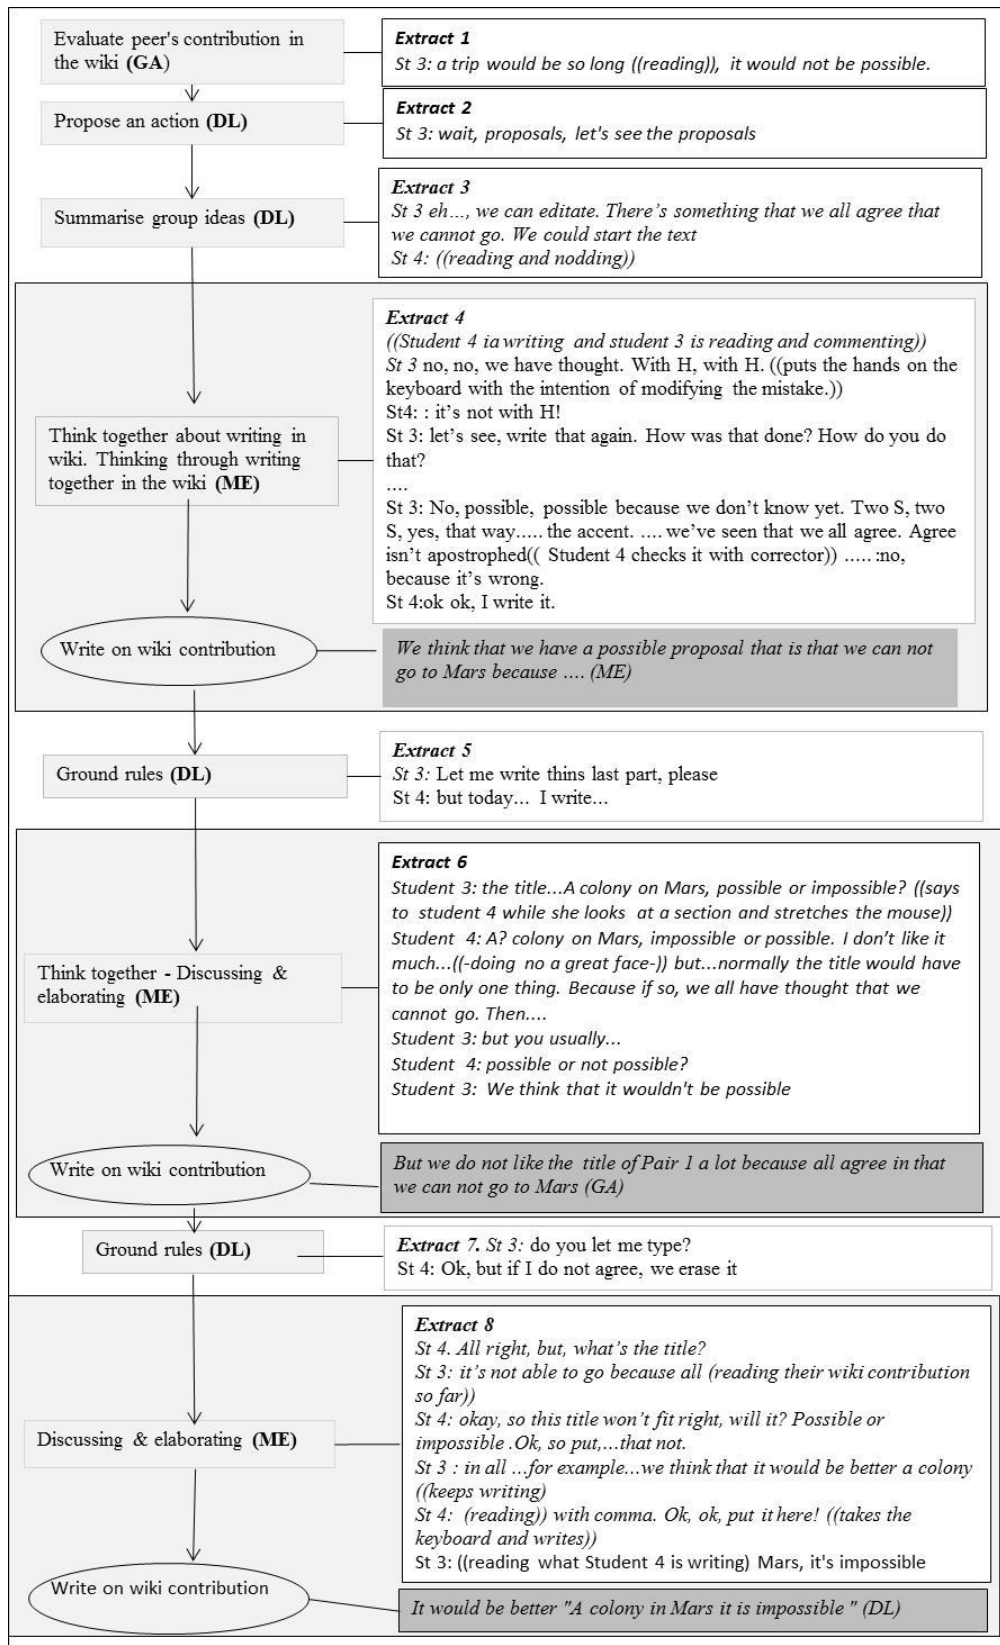 Evaluate peer's contribution in
the wiki (GA)
Extract 1
St 3: a trip would be so long ((reading)), it would not be possible.
Propose an action (DL)
Extract 2
St 3: wait, proposals, let's see the proposals
Summarise group ideas (DL)
Extract 3
St 3 eh..., we can editate. There's something that we all agree that
we cannot go. We could start the text
St 4: ((reading and nodding))
Think together about writing in
wiki. Thinking through writing
together in the wiki (ME)
Extract 4
((Student 4 ia writing and student 3 is reading and commenting))
St 3 no, no, we have thought. With H, with H. ((puts the hands on the
keyboard with the intention of modifying the mistake.))
St4: : it's not with H!
St 3: let's see, write that again. How was that done? How do you do
that?
....
St 3: No, possible, possible because we don't know yet. Two S, two
S, yes, that way..... the accent. .... we've seen that we all agree. Agree
isn't apostrophed(( Student 4 checks it with corrector)) ..... :no,
because it's wrong.
St 4:ok ok, I write it.
Write on wiki contribution
We think that we have a possible proposal that is that we can not
go to Mars because .... (ME)
Ground rules (DL)
Extract 5
St 3: Let me write thins last part, please
St 4: but today... I write...
Think together - Discussing &
elaborating (ME)
Extract 6
Student 3: the title...A colony on Mars, possible or impossible? ((says
to student 4 while she looks at a section and stretches the mouse))
Student 4: A? colony on Mars, impossible or possible. I don't like it
much...((-doing no a great face-)) but...normally the title would have
to be only one thing. Because if so, we all have thought that we
cannot go. Then....
Student 3: but you usually...
Student 4: possible or not possible?
Student 3: We think that it wouldn't be possible
Write on wiki contribution
But we do not like the title of Pair 1 a lot because all agree in that
we can not go to Mars (GA)
Ground rules (DL)
Extract 7. St 3: do you let me type?
St 4: Ok, but if I do not agree, we erase it
Discussing & elaborating (ME)
Extract 8
St 4. All right, but, what's the title?
St 3: it's not able to go because all (reading their wiki contribution
so far))
St 4: okay, so this title won't fit right, will it? Possible or
impossible .Ok, so put,...that not.
St 3 : in all ...for example...we think that it would be better a colony
((keeps writing)
St 4: (reading)) with comma. Ok, ok, put it here! ((takes the
keyboard and writes))
St 3: ((reading what Student 4 is writing) Mars, it's impossible
Write on wiki contribution
It would be better "A colony in Mars it is impossible " (DL)